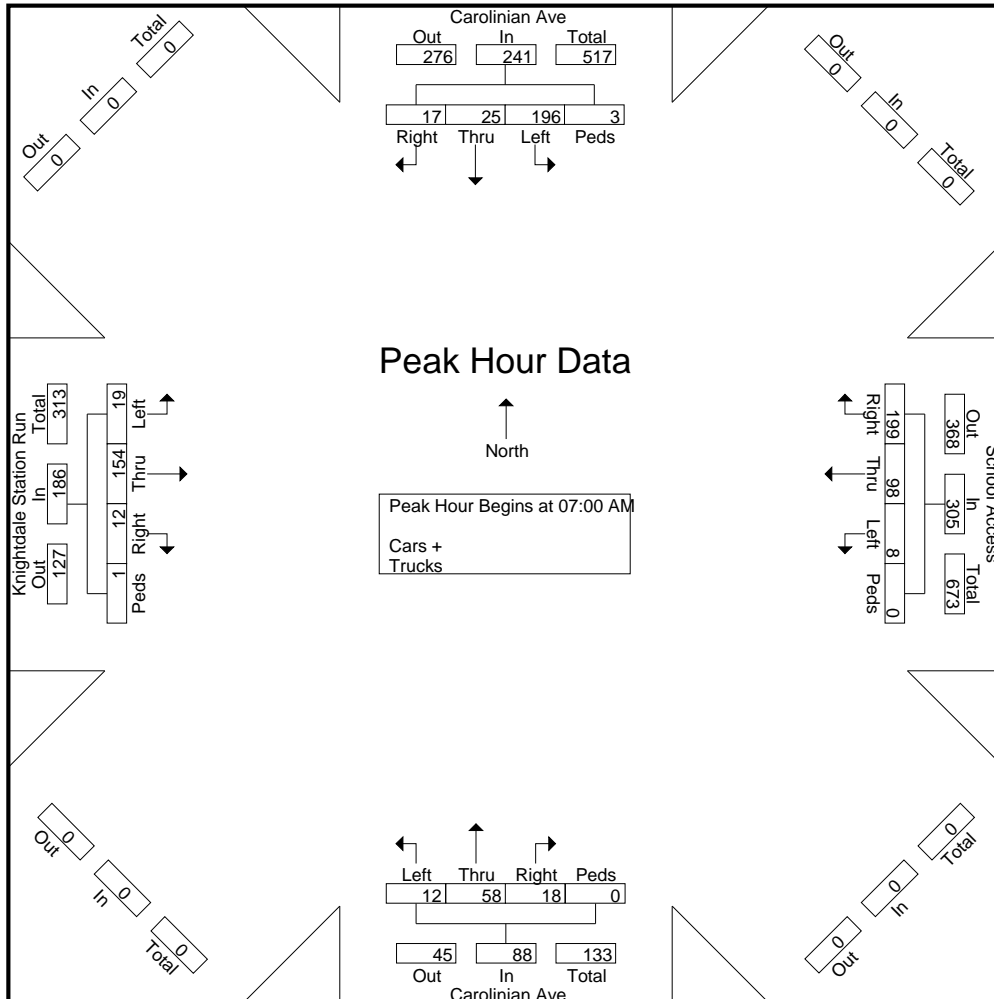 Carolinian Ave
Out In Total
276 241 517
17 25 196 3
Right Thru Left Peds
Total
0
In
0
Out
0
Out
0
In
0
Total
0
Peak Hour Data
North
Peak Hour Begins at 07:00 AM
Cars +
Trucks
Knightdale Station Run
Total In Out
313 186 127
19 154 12 1
Left Thru Right Peds
School Access
Out In Total
368 305 673
199 98 8 0
Right Thru Left Peds
0
Out
0
In
0
Total
Left Thru Right Peds
12 58 18 0
45 88 133
Out In Total
Carolinian Ave
0
Total
0
In
0
Out